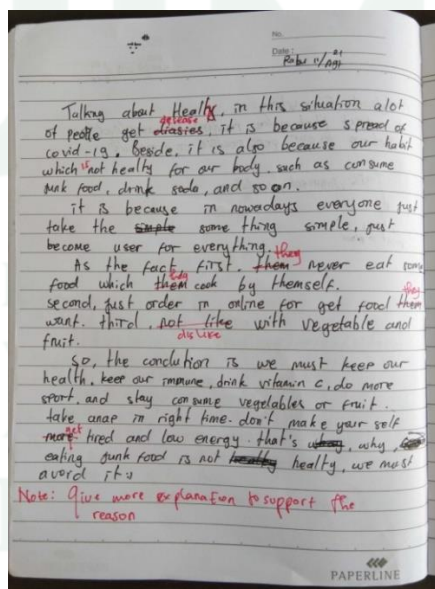 No.
Date :
Rabu 11/Agt 21
Talking about Healty, in this situation alot
of people get diasies disease, it is because spread of
covid-19. Beside, it is also because our habit
which is not healty for our body, such as consume
junk food, drink soda, and so on.
it is because in nowadays everyone just
take the simple some thing simple, just
become user for everything.
As the fact first, them they never eat some
food which them they cook by themself.
second, just order in online for get food them they
want. third, not like dislike with vegetable and
fruit.
So, the conclution is we must keep our
health, keep our immune, drink vitamin c, do more
sport, and stay consume vegelables or fruit.
take anap in right time. don't make your self
more get tired and low energy. that's why, why,
eating junk food is not healthy healty, we must
avoid it
Note: Give more explanation to support the
reason
PAPERLINE